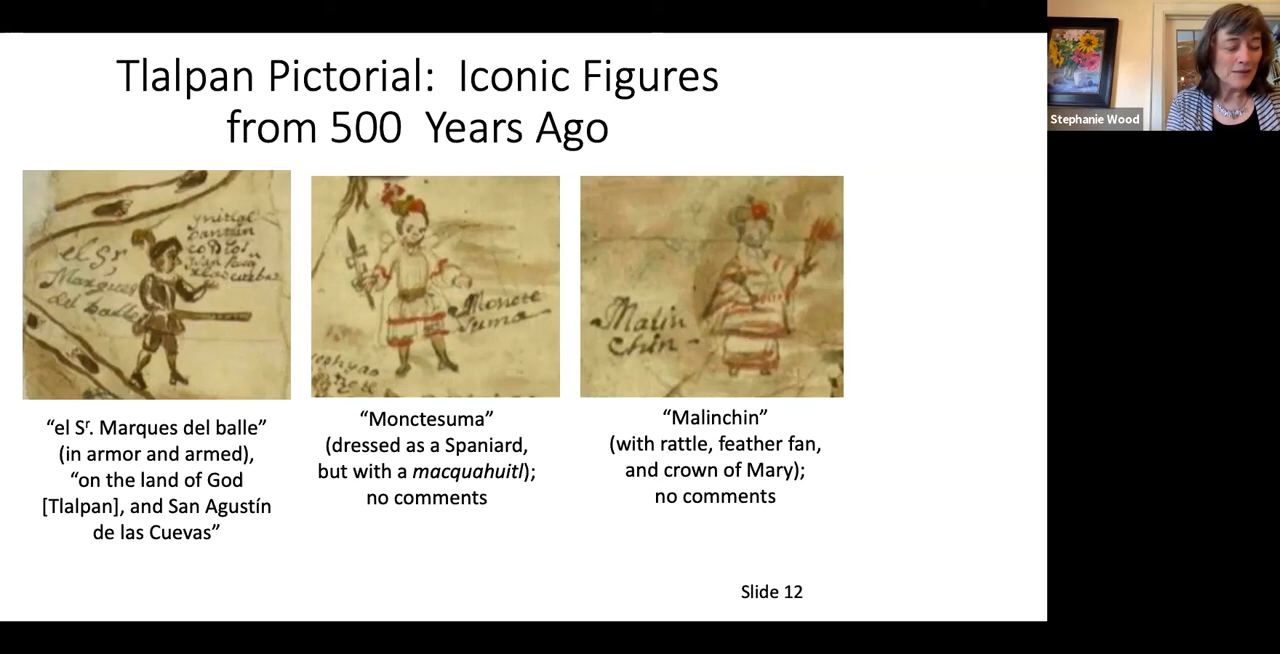 Tlalpan Pictorial: Iconic Figures
from 500 Years Ago
Stephanie Wood
el Sr
Marques
del balle
Moncte
suma
Malin
chin
“el Sr. Marques del balle”
(in armor and armed),
“on the land of God
[Tlalpan], and San Agustín
de las Cuevas”
“Monctesuma”
(dressed as a Spaniard,
but with a macquahuitl);
no comments
“Malinchin”
(with rattle, feather fan,
and crown of Mary);
no comments
Slide 12